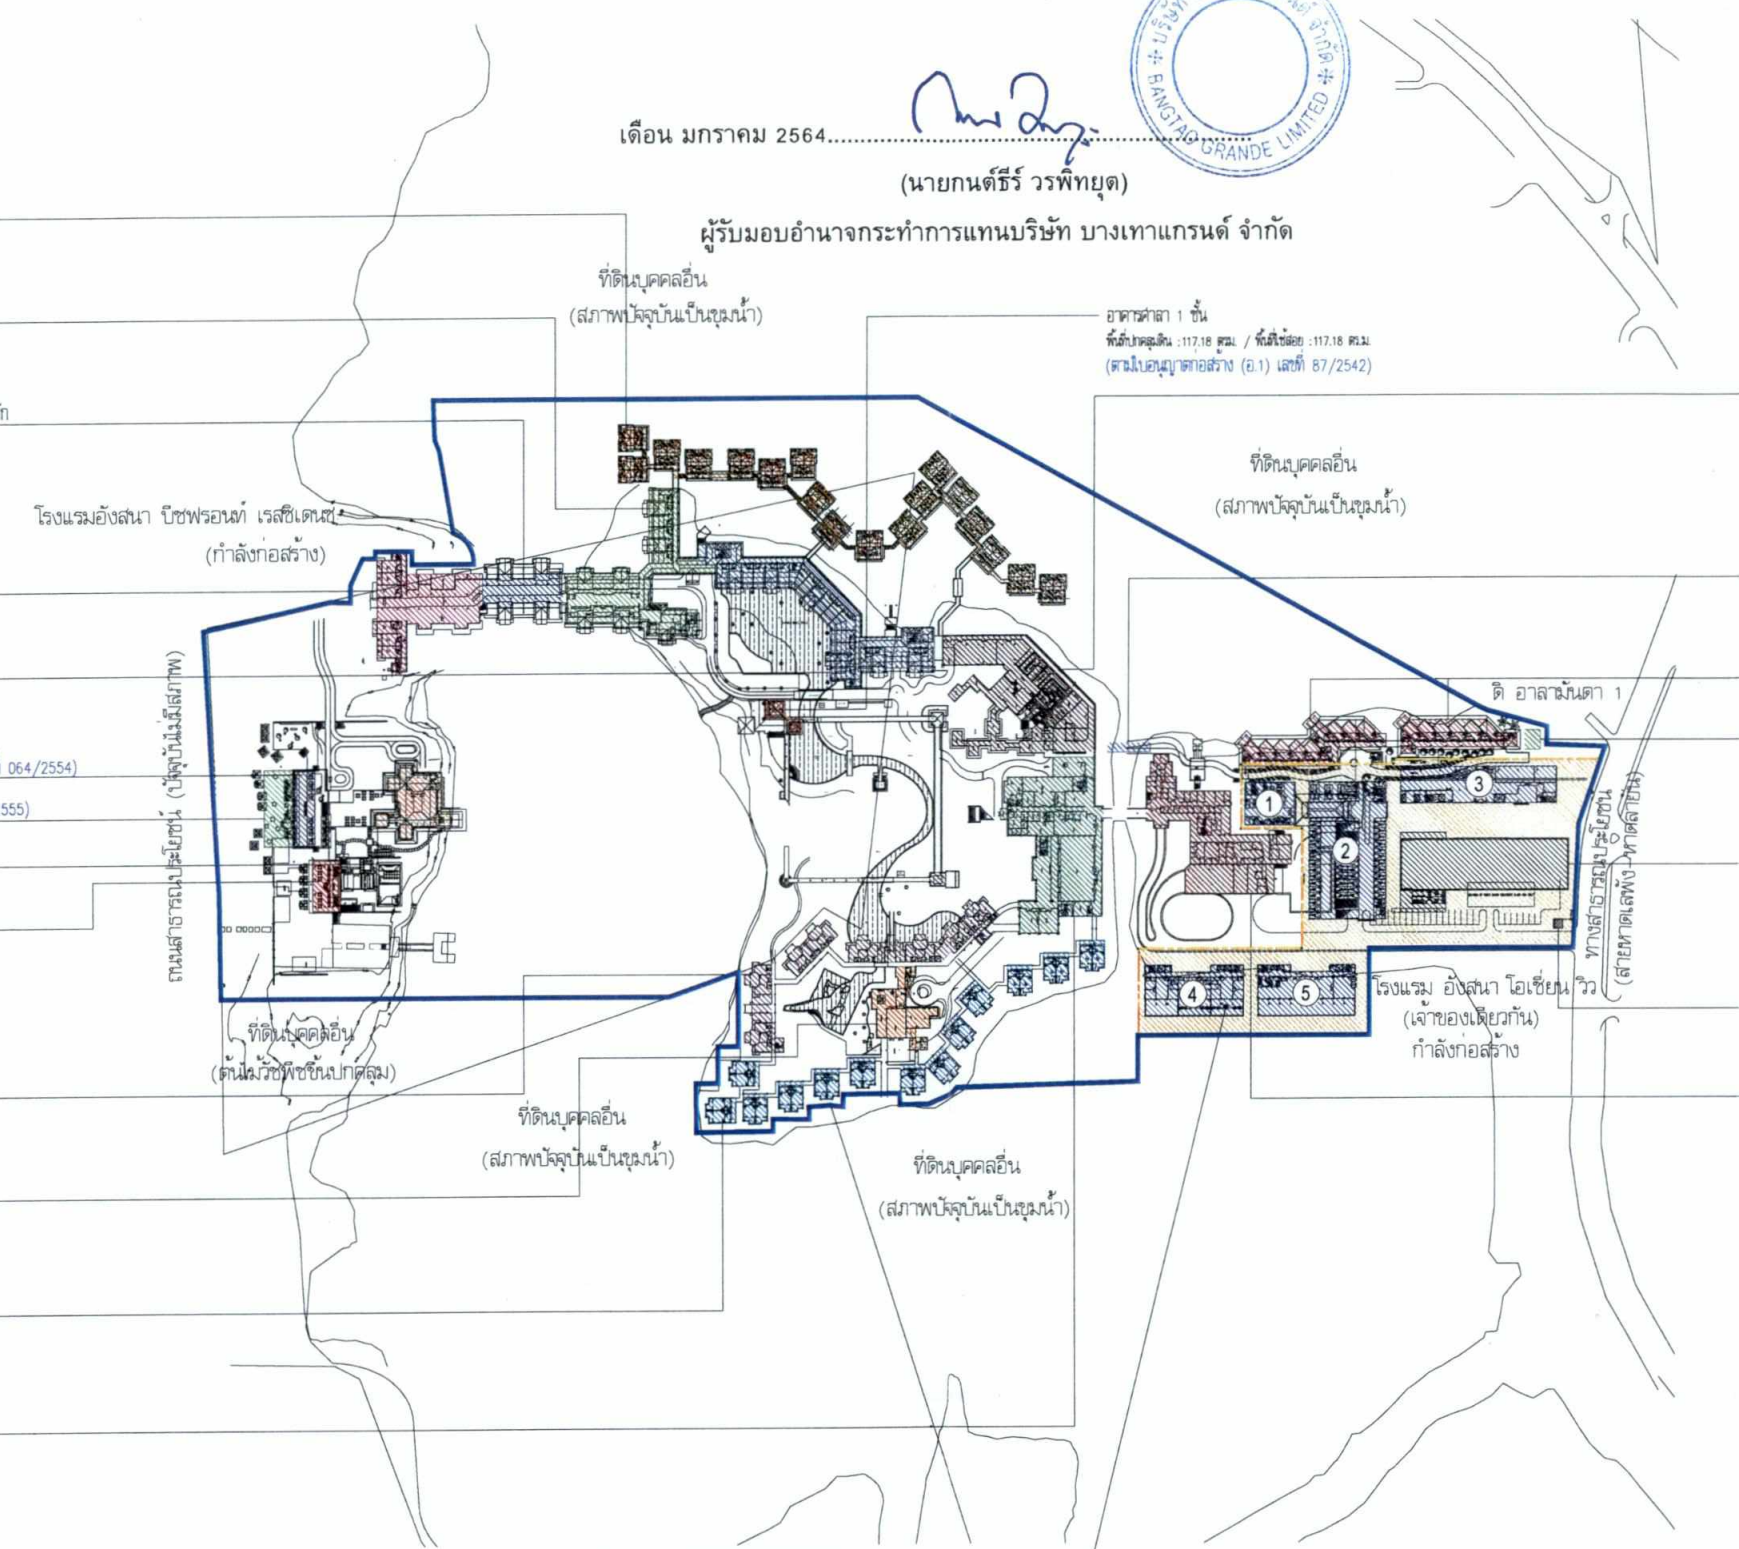 บริษัท
จำกัด
BANGTAO GRANDE LIMITED
เดือน มกราคม 2564
(นายกนต์ธีร์ วรพิทยุต)
ผู้รับมอบอำนาจกระทำการแทนบริษัท บางเทาแกรนด์ จำกัด
ที่ดินบุคคลอื่น
(สภาพปัจจุบันเป็นขุมน้ำ)
อาคารศาลา 1 ชั้น
พื้นที่ปกคลุมดิน :117.18 ตรม. / พื้นที่ใช้สอย :117.18 ตร.ม.
(ตามใบอนุญาตก่อสร้าง (อ.1) เลขที่ 87/2542)
ที่ดินบุคคลอื่น
(สภาพปัจจุบันเป็นขุมน้ำ)
โรงแรมอังสนา บีชฟรอนท์ เรสซิเดนซ์
(กำลังก่อสร้าง)
ดิ อาลามันดา 1
ถนนสาธารณประโยชน์ (ปัจจุบันไม่มีสภาพ)
064/2554)
555)
1
2
3
4
5
ทางสาธารณประโยชน์
(สายหาดเลพัง-หาดลายัน)
โรงแรม อังสนา โอเชี่ยน วิว
(เจ้าของเดียวกัน)
กำลังก่อสร้าง
ที่ดินบุคคลอื่น
(ต้นไม้วัชพืชขึ้นปกคลุม)
ที่ดินบุคคลอื่น
(สภาพปัจจุบันเป็นขุมน้ำ)
ที่ดินบุคคลอื่น
(สภาพปัจจุบันเป็นขุมน้ำ)